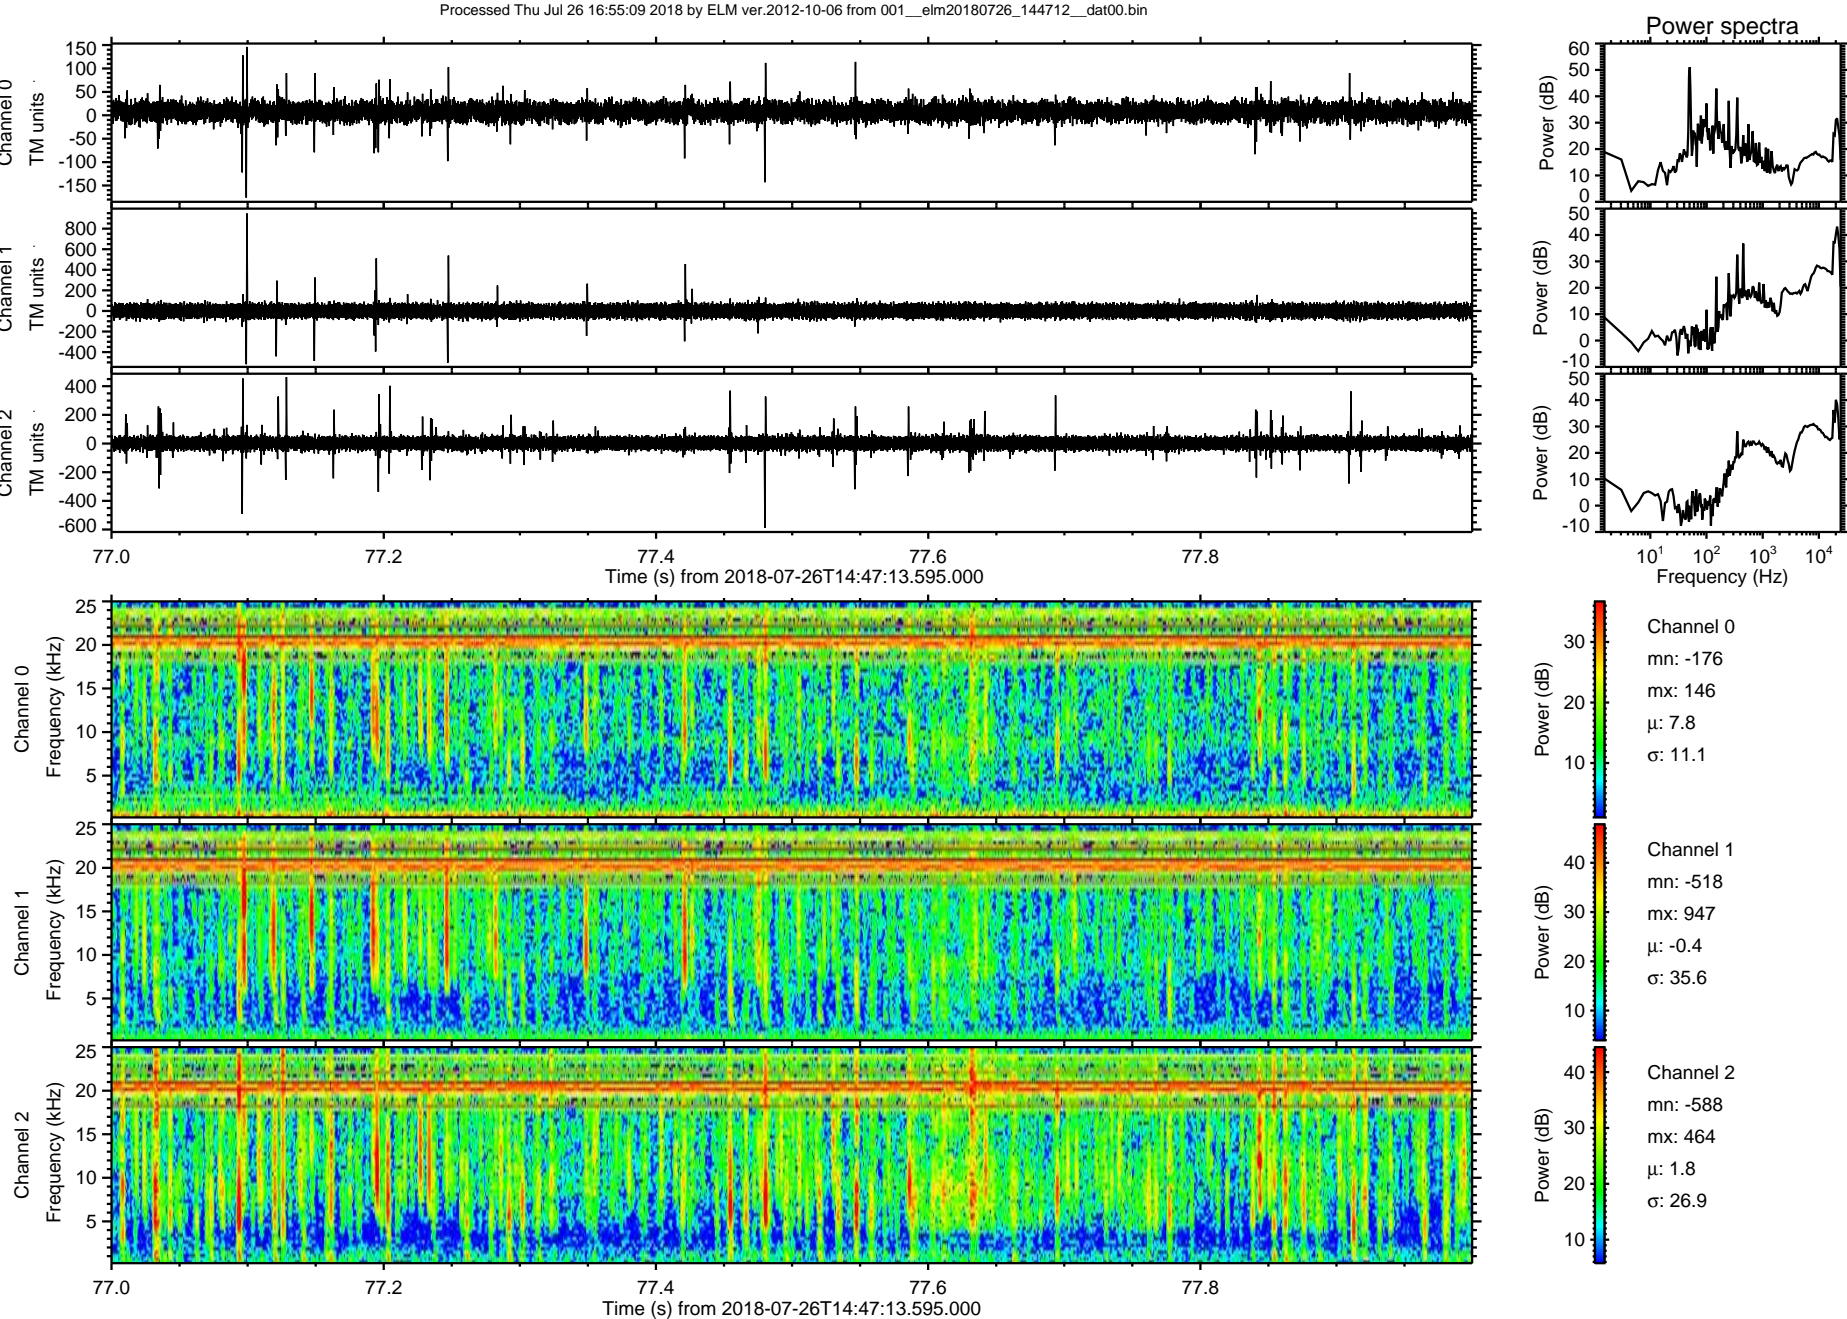 Processed Thu Jul 26 16:55:09 2018 by ELM ver.2012-10-06 from 001__elm20180726_144712__dat00.bin
Power spectra
Channel 0
TM units
150
100
50
0
-50
-100
-150
Power (dB)
60
50
40
30
20
10
0
Channel 1
TM units
800
600
400
200
0
-200
-400
Power (dB)
50
40
30
20
10
0
-10
Channel 2
TM units
400
200
0
-200
-400
-600
Power (dB)
50
40
30
20
10
0
-10
77.0 77.2 77.4 77.6 77.8
Time (s) from 2018-07-26T14:47:13.595.000
10¹ 10² 10³ 10⁴
Frequency (Hz)
Channel 0
Frequency (kHz)
25
20
15
10
5
Power (dB)
30
20
10
Channel 0
mn: -176
mx: 146
μ: 7.8
σ: 11.1
Channel 1
Frequency (kHz)
25
20
15
10
5
Power (dB)
40
30
20
10
Channel 1
mn: -518
mx: 947
μ: -0.4
σ: 35.6
Channel 2
Frequency (kHz)
25
20
15
10
5
Power (dB)
40
30
20
10
Channel 2
mn: -588
mx: 464
μ: 1.8
σ: 26.9
77.0 77.2 77.4 77.6 77.8
Time (s) from 2018-07-26T14:47:13.595.000